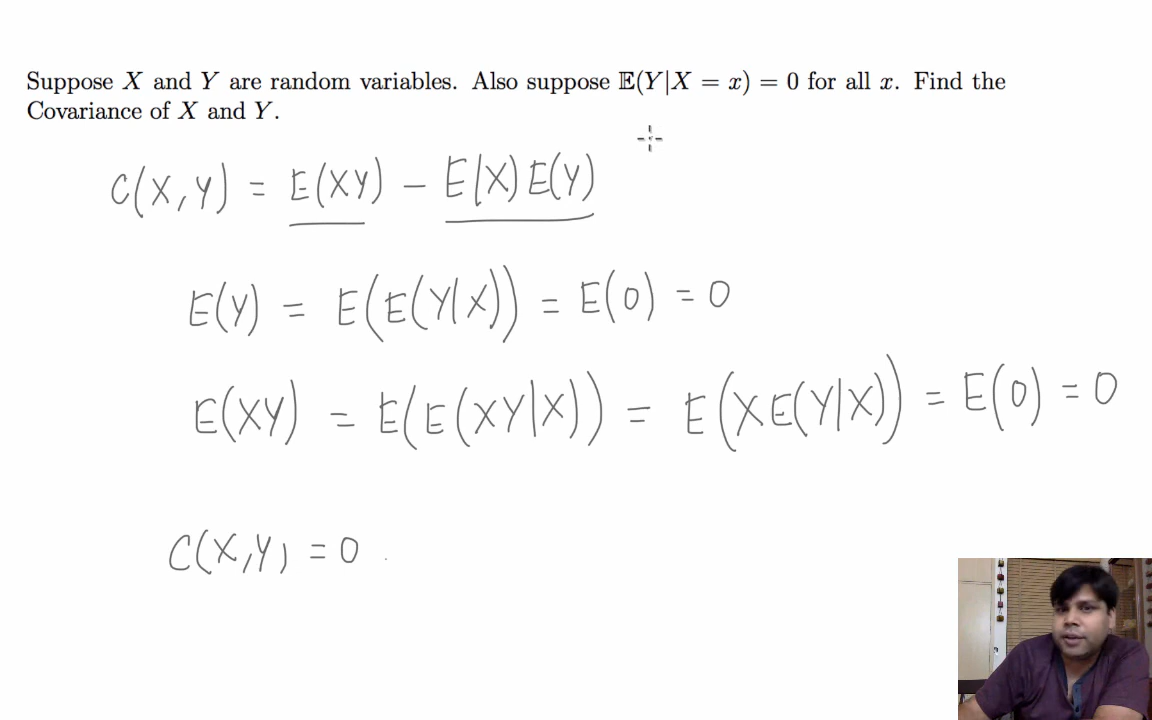 Suppose X and Y are random variables. Also suppose 𝔼(Y|X = x) = 0 for all x. Find the
Covariance of X and Y.
C(X,Y) = E(XY) − E(X)E(Y)
E(Y) = E(E(Y|X)) = E(0) = 0
E(XY) = E(E(XY|X)) = E(XE(Y|X)) = E(0) = 0
C(X,Y) = 0